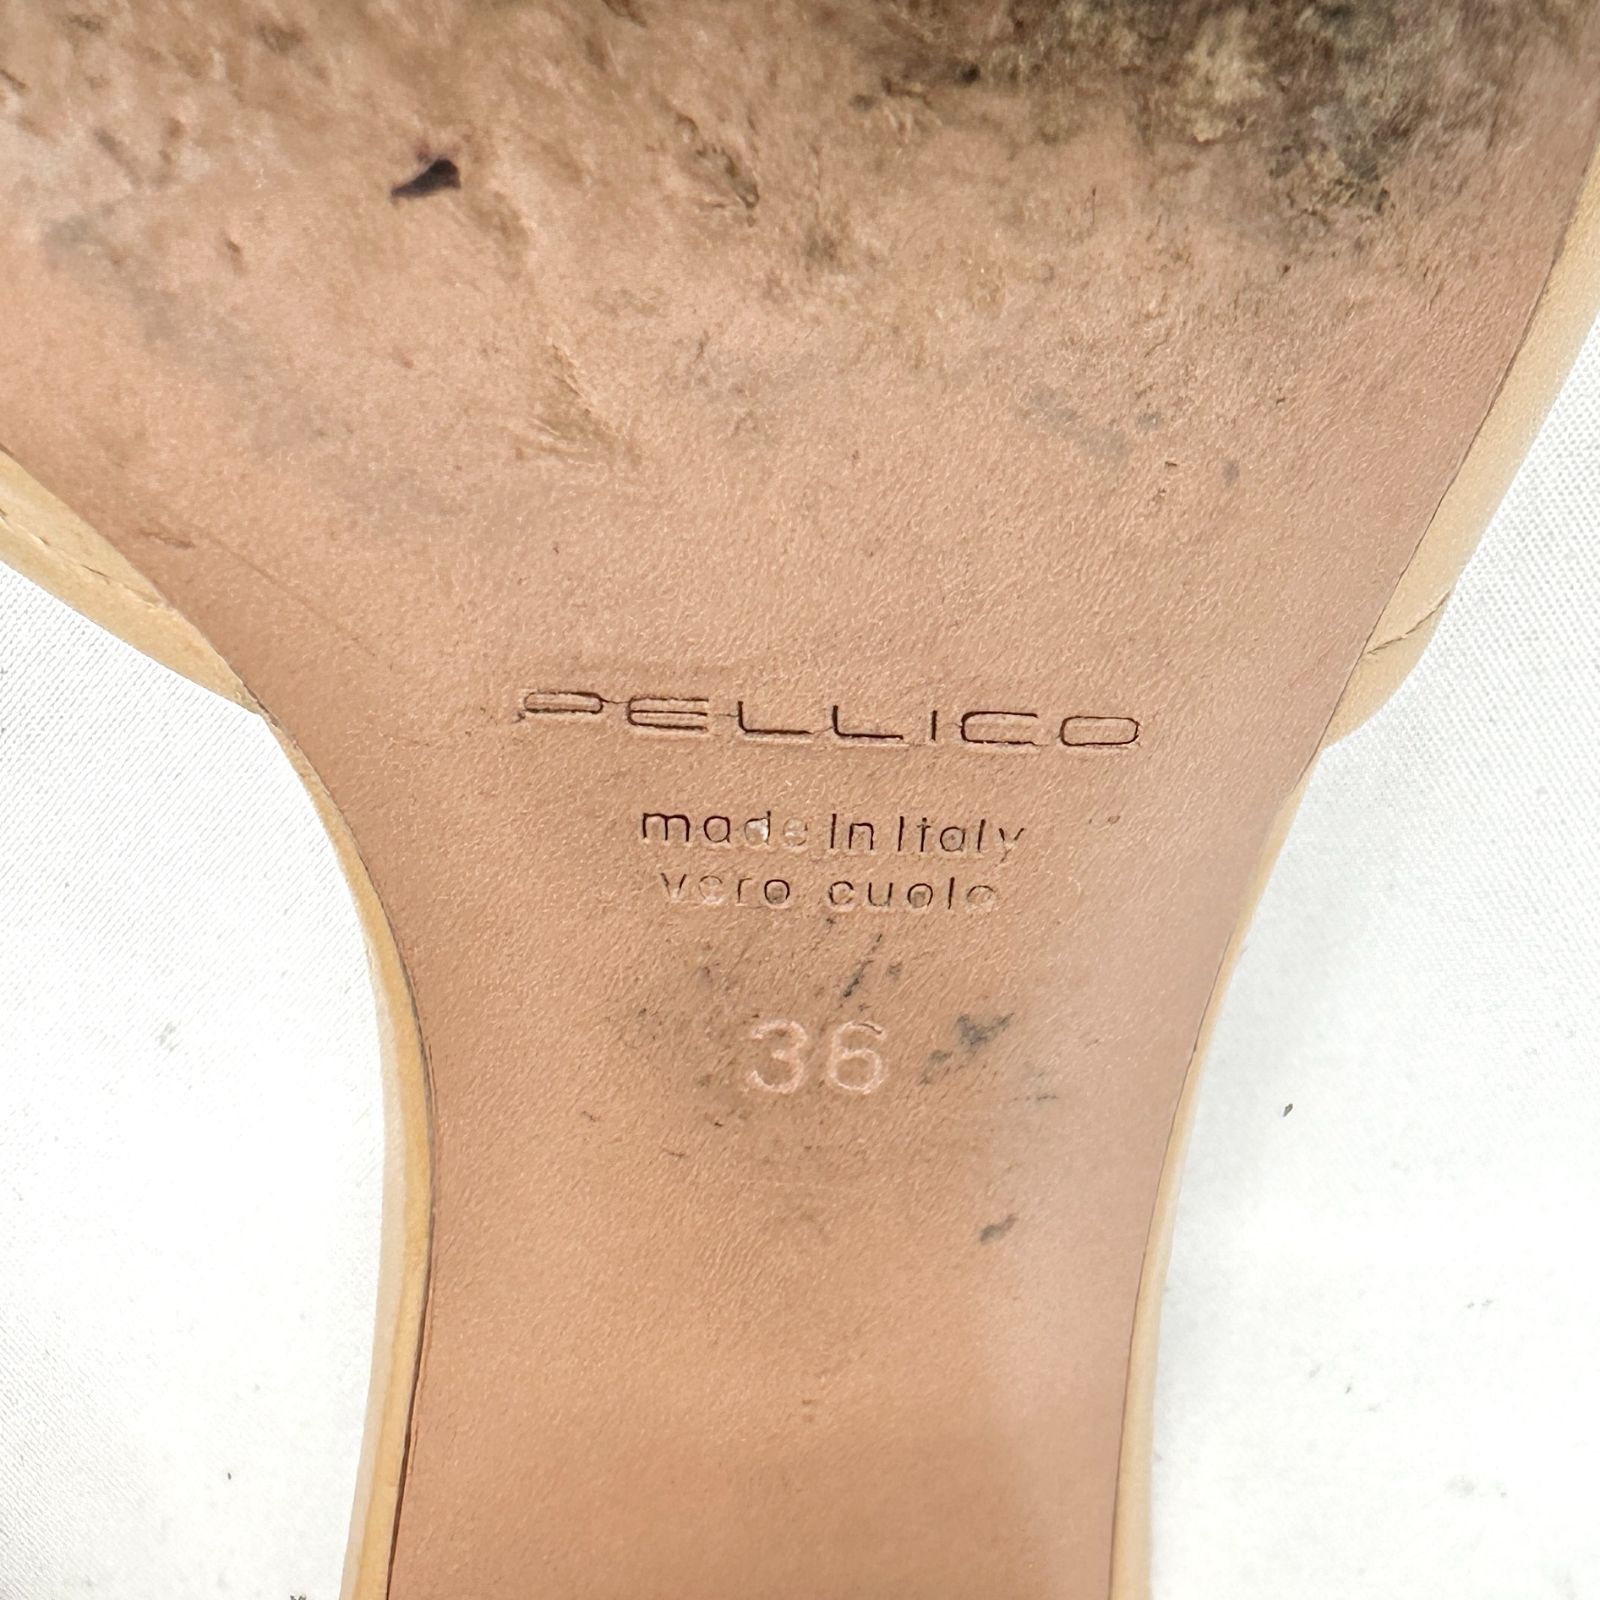 PELLICO
made in Italy
vero cuoio
36